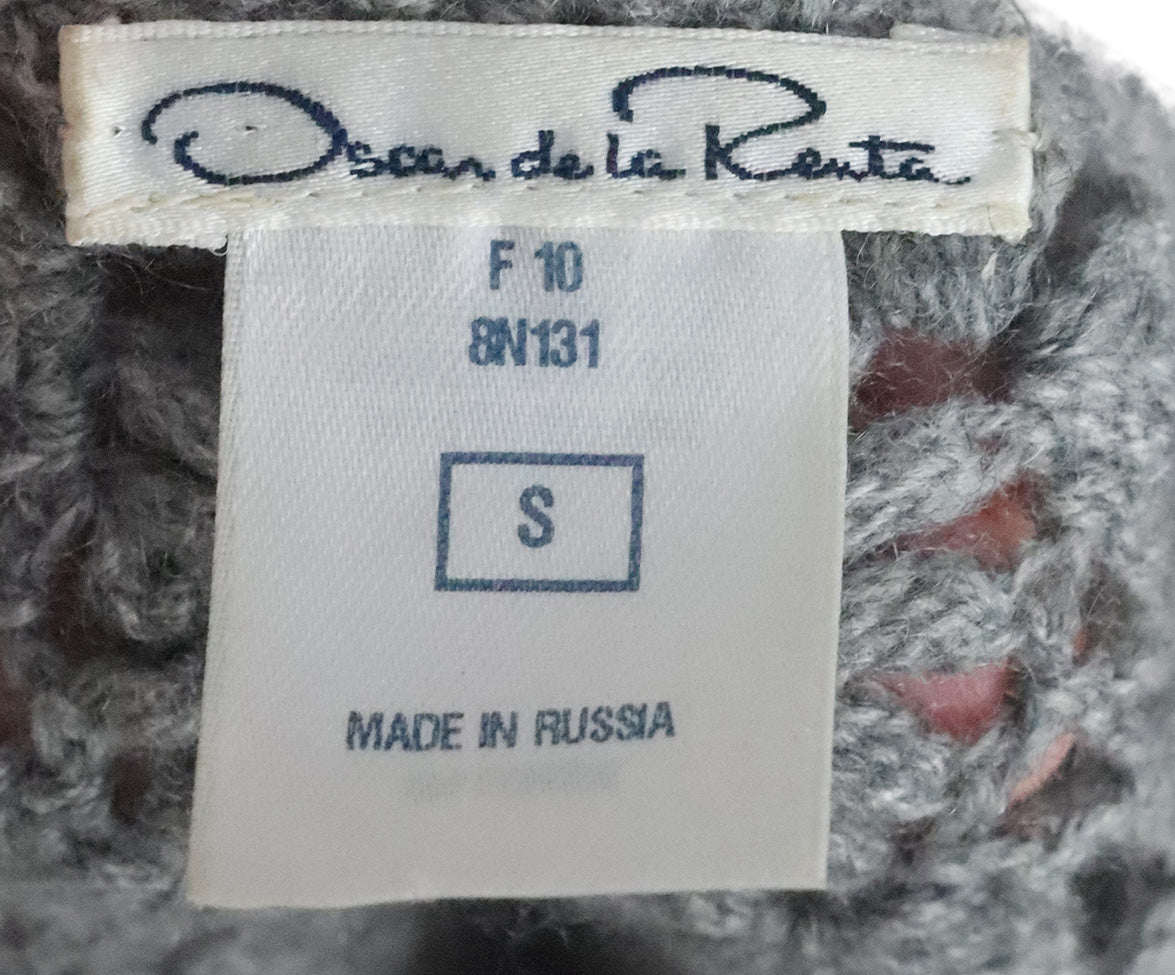 Oscar de la Renta
F 10
8N131
S
MADE IN RUSSIA